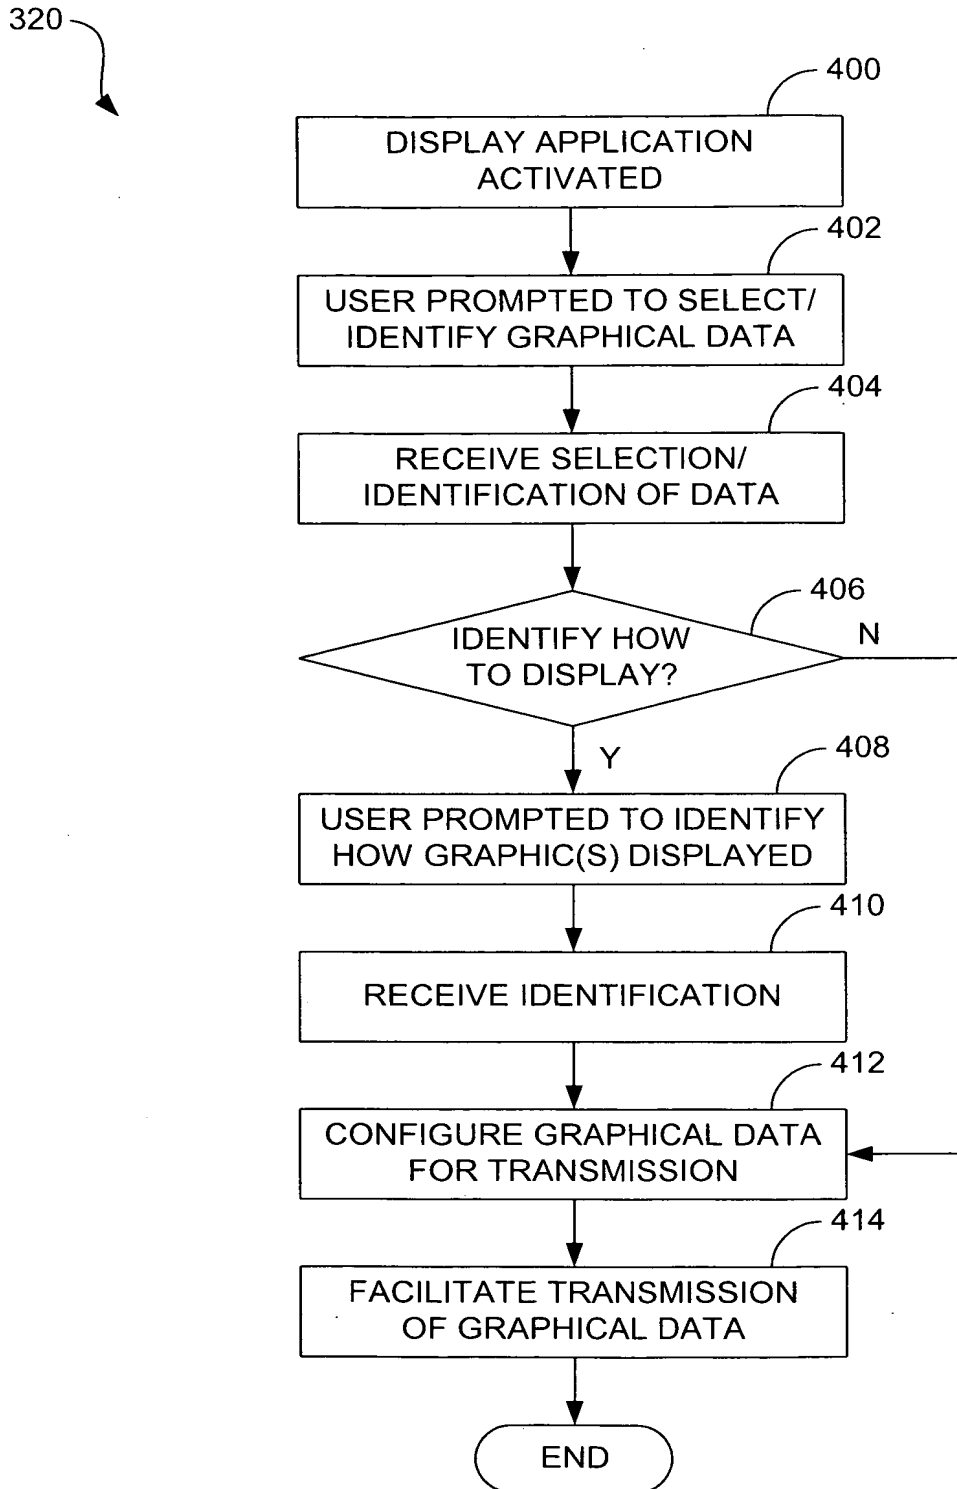 320
400
DISPLAY APPLICATION
ACTIVATED
402
USER PROMPTED TO SELECT/
IDENTIFY GRAPHICAL DATA
404
RECEIVE SELECTION/
IDENTIFICATION OF DATA
406
IDENTIFY HOW
TO DISPLAY?
N
Y
408
USER PROMPTED TO IDENTIFY
HOW GRAPHIC(S) DISPLAYED
410
RECEIVE IDENTIFICATION
412
CONFIGURE GRAPHICAL DATA
FOR TRANSMISSION
414
FACILITATE TRANSMISSION
OF GRAPHICAL DATA
END